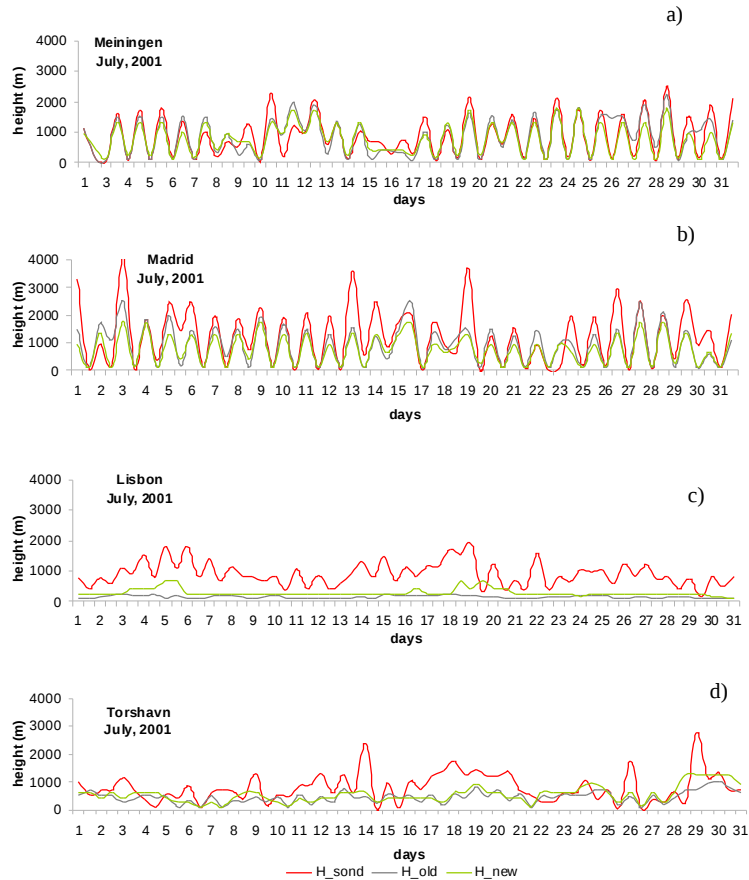 a)
Meiningen
July, 2001
height (m)
4000
3000
2000
1000
0
1 2 3 4 5 6 7 8 9 10 11 12 13 14 15 16 17 18 19 20 21 22 23 24 25 26 27 28 29 30 31
days
b)
Madrid
July, 2001
height (m)
4000
3000
2000
1000
0
1 2 3 4 5 6 7 8 9 10 11 12 13 14 15 16 17 18 19 20 21 22 23 24 25 26 27 28 29 30 31
days
c)
Lisbon
July, 2001
height (m)
4000
3000
2000
1000
0
1 2 3 4 5 6 7 8 9 10 11 12 13 14 15 16 17 18 19 20 21 22 23 24 25 26 27 28 29 30 31
days
d)
Torshavn
July, 2001
height (m)
4000
3000
2000
1000
0
1 2 3 4 5 6 7 8 9 10 11 12 13 14 15 16 17 18 19 20 21 22 23 24 25 26 27 28 29 30 31
days
H_sond H_old H_new